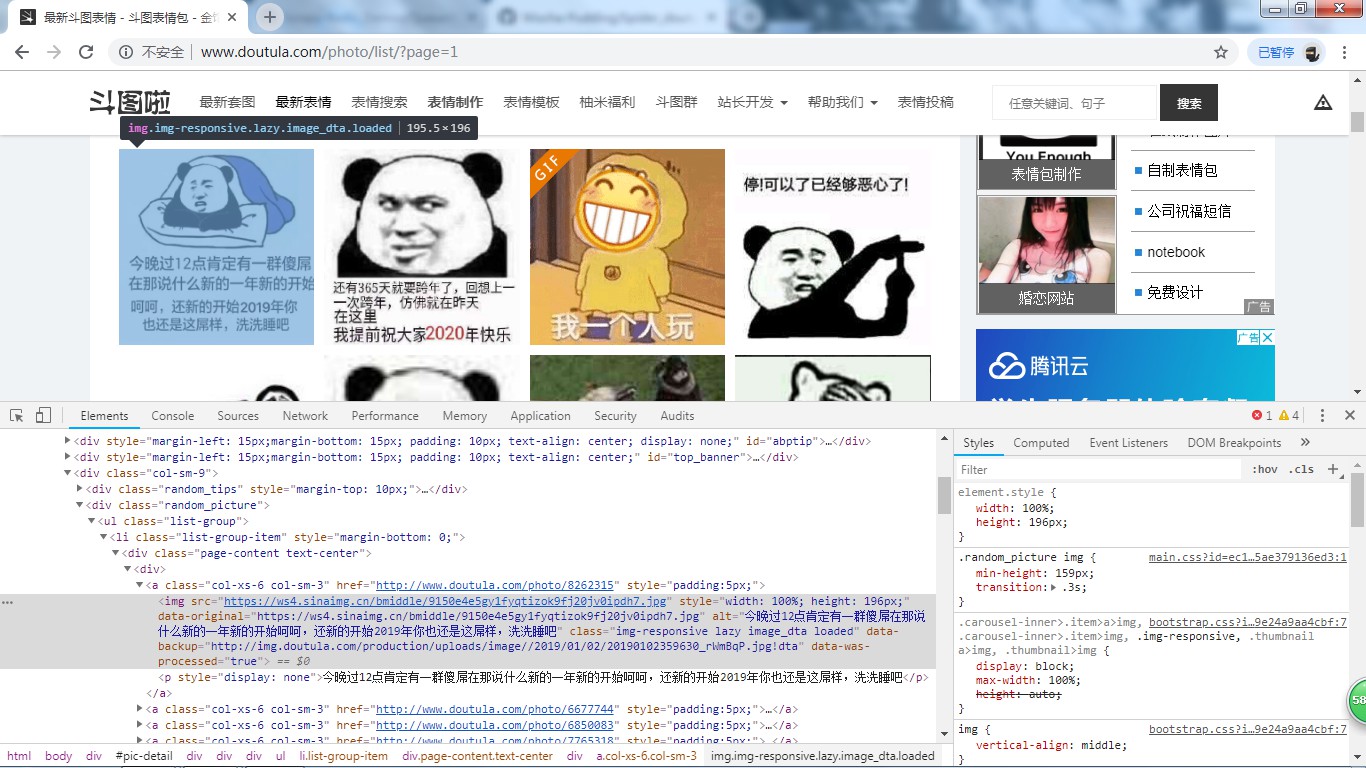 最新斗图表情 - 斗图表情包 - 金
不安全 www.doutula.com/photo/list/?page=1
已暂停
斗图啦 最新套图 最新表情 表情搜索 表情制作 表情模板 柚米福利 斗图群 站长开发 帮助我们 表情投稿 任意关键词、句子 搜索
img.img-responsive.lazy.image_dta.loaded 195.5×196
今晚过12点肯定有一群傻屌
在那说什么新的一年新的开始
呵呵，还新的开始2019年你
也还是这屌样，洗洗睡吧
还有365天就要跨年了，回想上一
一次跨年，仿佛就在昨天
在这里
我提前祝大家2020年快乐
GIF
我一个人玩
停!可以了已经够恶心了!
You Enough
表情包制作
婚恋网站
自制表情包
公司祝福短信
notebook
免费设计
广告
广告
腾讯云
Elements Console Sources Network Performance Memory Application Security Audits 1 4
<div style="margin-left: 15px;margin-bottom: 15px; padding: 10px; text-align: center; display: none;" id="abptip">…</div>
<div style="margin-left: 15px;margin-bottom: 15px; padding: 10px; text-align: center;" id="top_banner">…</div>
<div class="col-sm-9">
<div class="random_tips" style="margin-top: 10px;">…</div>
<div class="random_picture">
<ul class="list-group">
<li class="list-group-item" style="margin-bottom: 0;">
<div class="page-content text-center">
<div>
<a class="col-xs-6 col-sm-3" href="http://www.doutula.com/photo/8262315" style="padding:5px;">
<img src="https://ws4.sinaimg.cn/bmiddle/9150e4e5gy1fyqtizok9fj20jv0ipdh7.jpg" style="width: 100%; height: 196px;"
data-original="https://ws4.sinaimg.cn/bmiddle/9150e4e5gy1fyqtizok9fj20jv0ipdh7.jpg" alt="今晚过12点肯定有一群傻屌在那说
什么新的一年新的开始呵呵，还新的开始2019年你也还是这屌样，洗洗睡吧" class="img-responsive lazy image_dta loaded" data-
backup="http://img.doutula.com/production/uploads/image//2019/01/02/20190102359630_rWmBqP.jpg!dta" data-was-
processed="true"> == $0
<p style="display: none">今晚过12点肯定有一群傻屌在那说什么新的一年新的开始呵呵，还新的开始2019年你也还是这屌样，洗洗睡吧</p>
</a>
<a class="col-xs-6 col-sm-3" href="http://www.doutula.com/photo/6677744" style="padding:5px;">…</a>
<a class="col-xs-6 col-sm-3" href="http://www.doutula.com/photo/6850083" style="padding:5px;">…</a>
<a class="col-xs-6 col-sm-3" href="http://www.doutula.com/photo/7765318" style="padding:5px;">…</a>
html body div #pic-detail div div div ul li.list-group-item div.page-content.text-center div a.col-xs-6.col-sm-3 img.img-responsive.lazy.image_dta.loaded
Styles Computed Event Listeners DOM Breakpoints »
Filter :hov .cls +
element.style {
width: 100%;
height: 196px;
}
.random_picture img { main.css?id=ec1…5ae379136ed3:1
min-height: 159px;
transition: .3s;
}
.carousel-inner>.item>a>img, bootstrap.css?i…9e24a9aa4cbf:7
.carousel-inner>.item>img, .img-responsive, .thumbnail
a>img, .thumbnail>img {
display: block;
max-width: 100%;
height: auto;
}
img { bootstrap.css?i…9e24a9aa4cbf:7
vertical-align: middle;
}
58